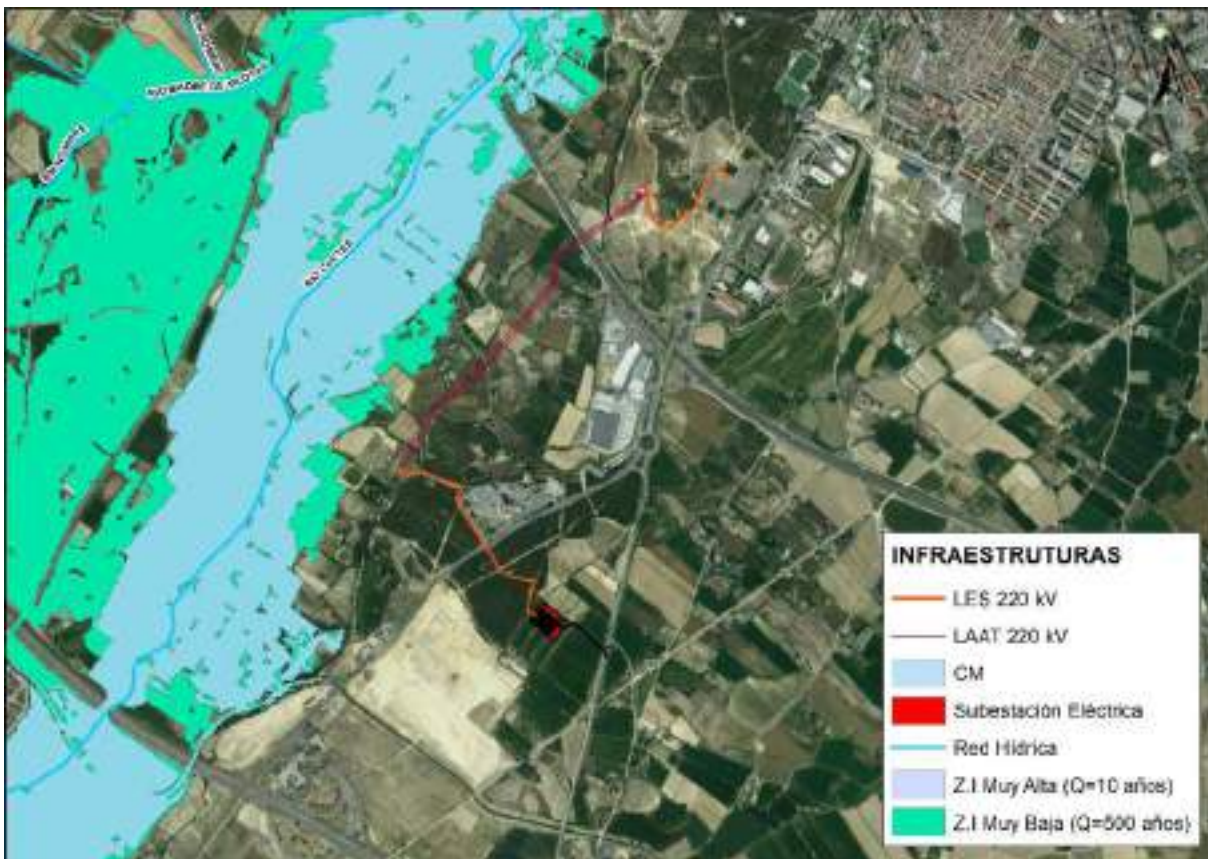 INFRAESTRUTURAS
LES 220 kV
LAAT 220 kV
CM
Subestación Eléctrica
Red Hídrica
Z.I Muy Alta (Q=10 años)
Z.I Muy Baja (Q=500 años)